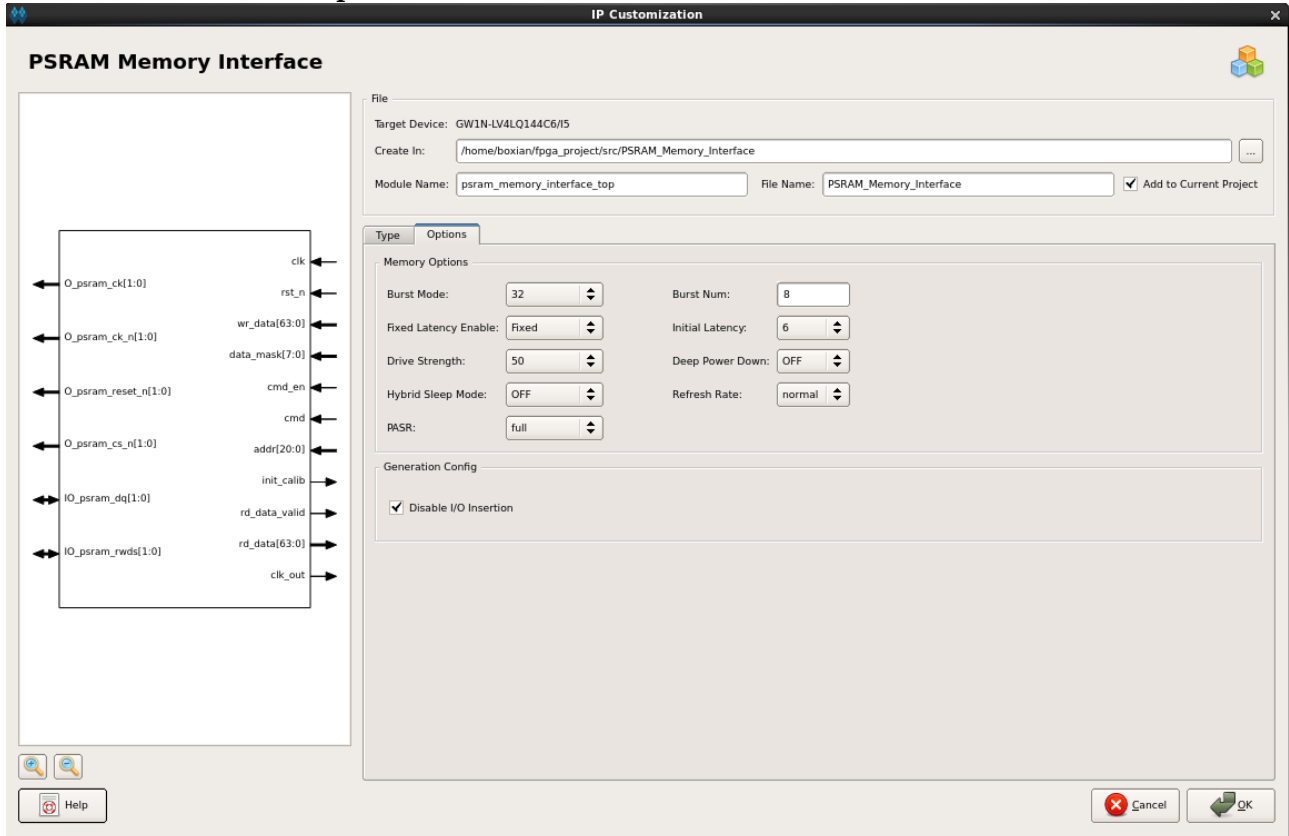 IP Customization
PSRAM Memory Interface
File
Target Device: GW1N-LV4LQ144C6/I5
Create In: /home/boxian/fpga_project/src/PSRAM_Memory_Interface ...
Module Name: psram_memory_interface_top File Name: PSRAM_Memory_Interface Add to Current Project
Type Options
Memory Options
Burst Mode: 32 Burst Num: 8
Fixed Latency Enable: Fixed Initial Latency: 6
Drive Strength: 50 Deep Power Down: OFF
Hybrid Sleep Mode: OFF Refresh Rate: normal
PASR: full
Generation Config
Disable I/O Insertion
O_psram_ck[1:0]
O_psram_ck_n[1:0]
O_psram_reset_n[1:0]
O_psram_cs_n[1:0]
IO_psram_dq[1:0]
IO_psram_rwds[1:0]
clk
rst_n
wr_data[63:0]
data_mask[7:0]
cmd_en
cmd
addr[20:0]
init_calib
rd_data_valid
rd_data[63:0]
clk_out
Help
Cancel OK